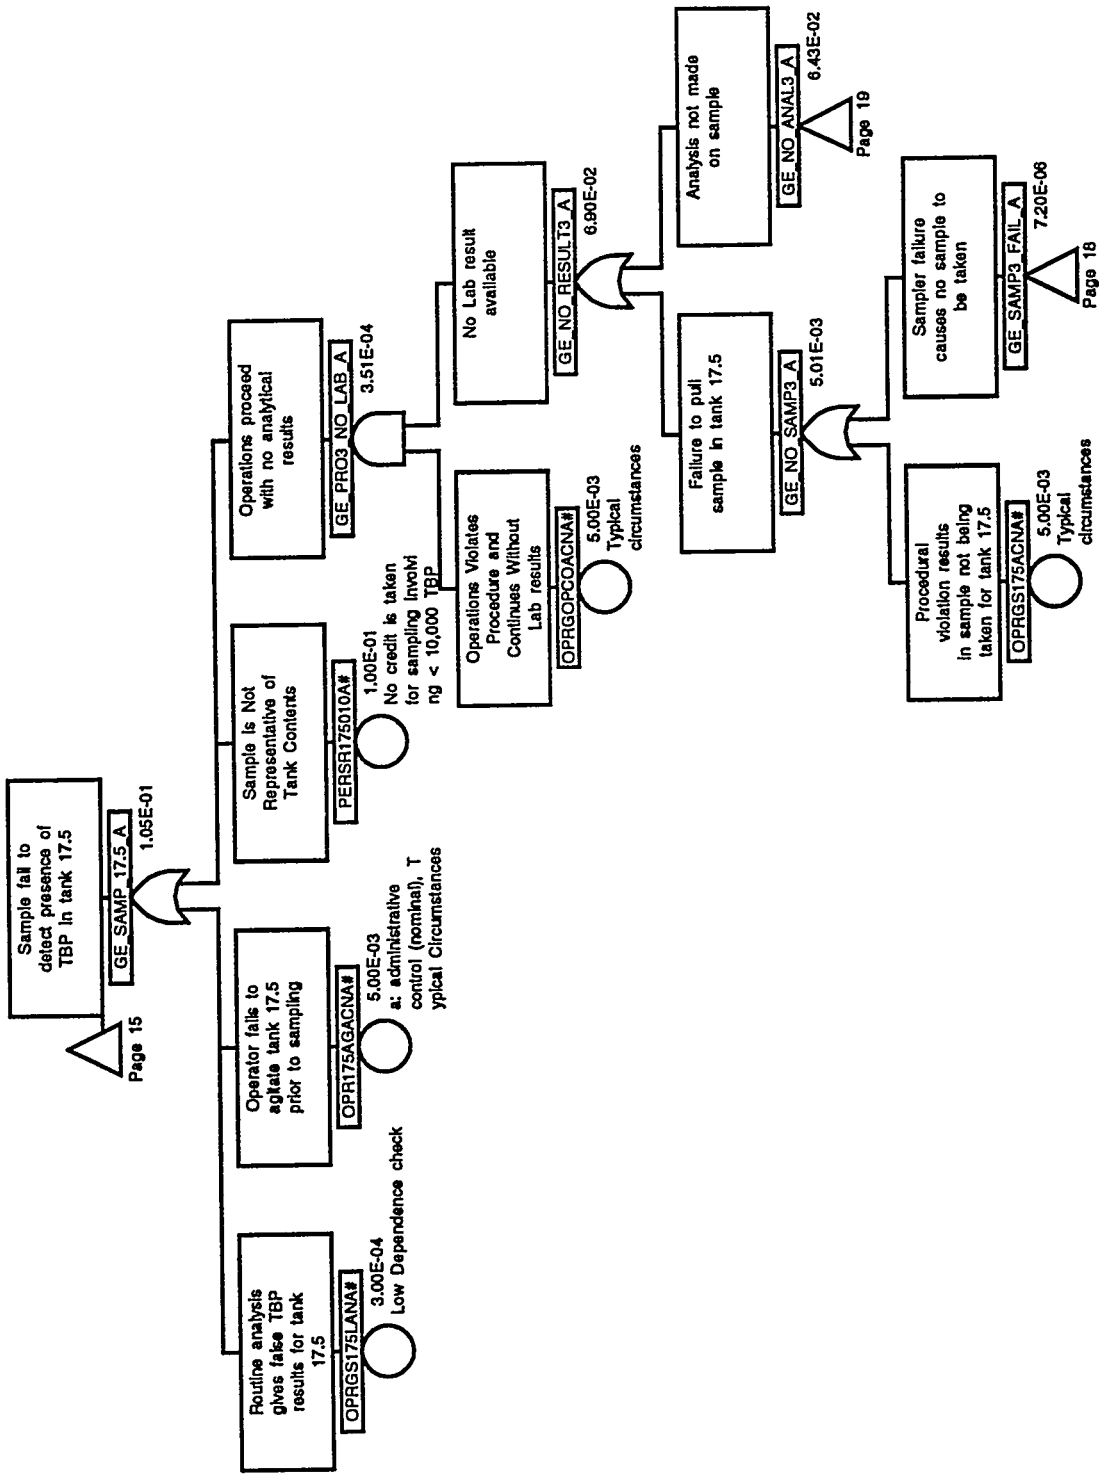 Sample fail to
detect presence of
TBP in tank 17.5
GE_SAMP_17.5_A
1.05E-01
Page 15
Routine analysis
gives false TBP
results for tank
17.5
OPRGS175LANA#
3.00E-04
Low Dependence check
Operator fails to
agitate tank 17.5
prior to sampling
OPR175AGACNA#
5.00E-03
a: administrative
control (nominal), T
ypical Circumstances
Sample Is Not
Representative of
Tank Contents
PERSR175010A#
1.00E-01
No credit is taken
for sampling involvi
ng < 10,000 TBP
Operations proceed
with no analytical
results
GE_PRO3_NO_LAB_A
3.51E-04
Operations Violates
Procedure and
Continues Without
Lab results
OPRGOPCOACNA#
5.00E-03
Typical
circumstances
No Lab result
available
GE_NO_RESULT3_A
6.90E-02
Failure to pull
sample in tank 17.5
GE_NO_SAMP3_A
5.01E-03
Analysis not made
on sample
GE_NO_ANAL3_A
6.43E-02
Page 19
Procedural
violation results
in sample not being
taken for tank 17.5
OPRGS175ACNA#
5.00E-03
Typical
circumstances
Sampler failure
causes no sample to
be taken
GE_SAMP3_FAIL_A
7.20E-06
Page 18